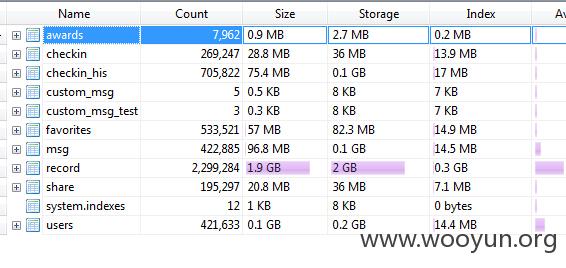 Name Count Size Storage Index Av
awards 7,962 0.9 MB 2.7 MB 0.2 MB
checkin 269,247 28.8 MB 36 MB 13.9 MB
checkin_his 705,822 75.4 MB 0.1 GB 17 MB
custom_msg 5 0.5 KB 8 KB 7 KB
custom_msg_test 3 0.3 KB 8 KB 7 KB
favorites 533,521 57 MB 82.3 MB 14.9 MB
msg 422,885 96.8 MB 0.1 GB 14.5 MB
record 2,299,284 1.9 GB 2 GB 0.3 GB
share 195,297 20.8 MB 36 MB 7.1 MB
system.indexes 12 1 KB 8 KB 0 bytes
users 421,633 0.1 GB 0.2 GB 14.4 MB
www.wooyun.org